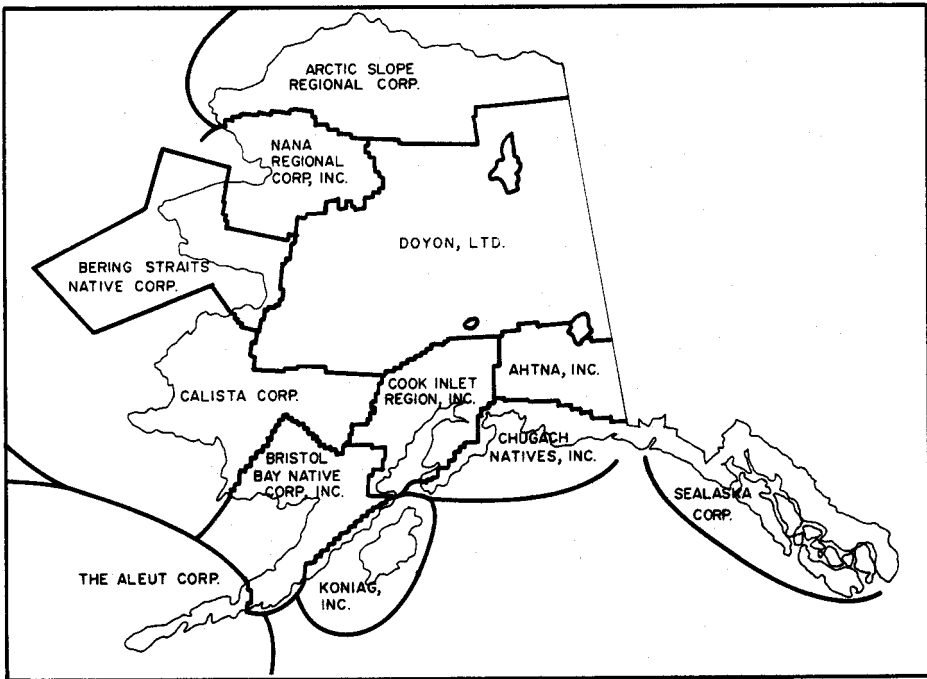 ARCTIC SLOPE
REGIONAL CORP.
NANA
REGIONAL
CORP, INC.
DOYON, LTD.
BERING STRAITS
NATIVE CORP.
CALISTA CORP.
COOK INLET
REGION, INC.
AHTNA, INC.
BRISTOL
BAY NATIVE
CORP, INC.
CHUGACH
NATIVES, INC.
SEALASKA
CORP.
THE ALEUT CORP.
KONIAG,
INC.